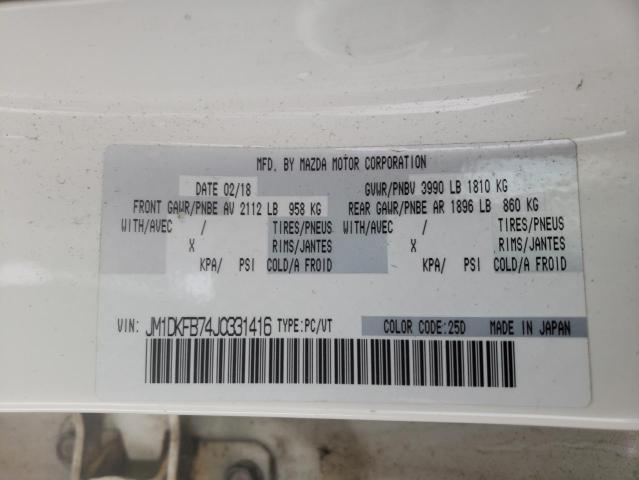 MFD. BY MAZDA MOTOR CORPORATION
DATE 02/18 GVWR/PNBV 3990 LB 1810 KG
FRONT GAWR/PNBE AV 2112 LB 958 KG REAR GAWR/PNBE AR 1896 LB 860 KG
WITH/AVEC / TIRES/PNEUS WITH/AVEC / TIRES/PNEUS
X RIMS/JANTES X RIMS/JANTES
KPA/ PSI COLD/A FROID KPA/ PSI COLD/A FROID
VIN: JM1DKFB74J0331416 TYPE:PC/VT COLOR CODE:25D MADE IN JAPAN